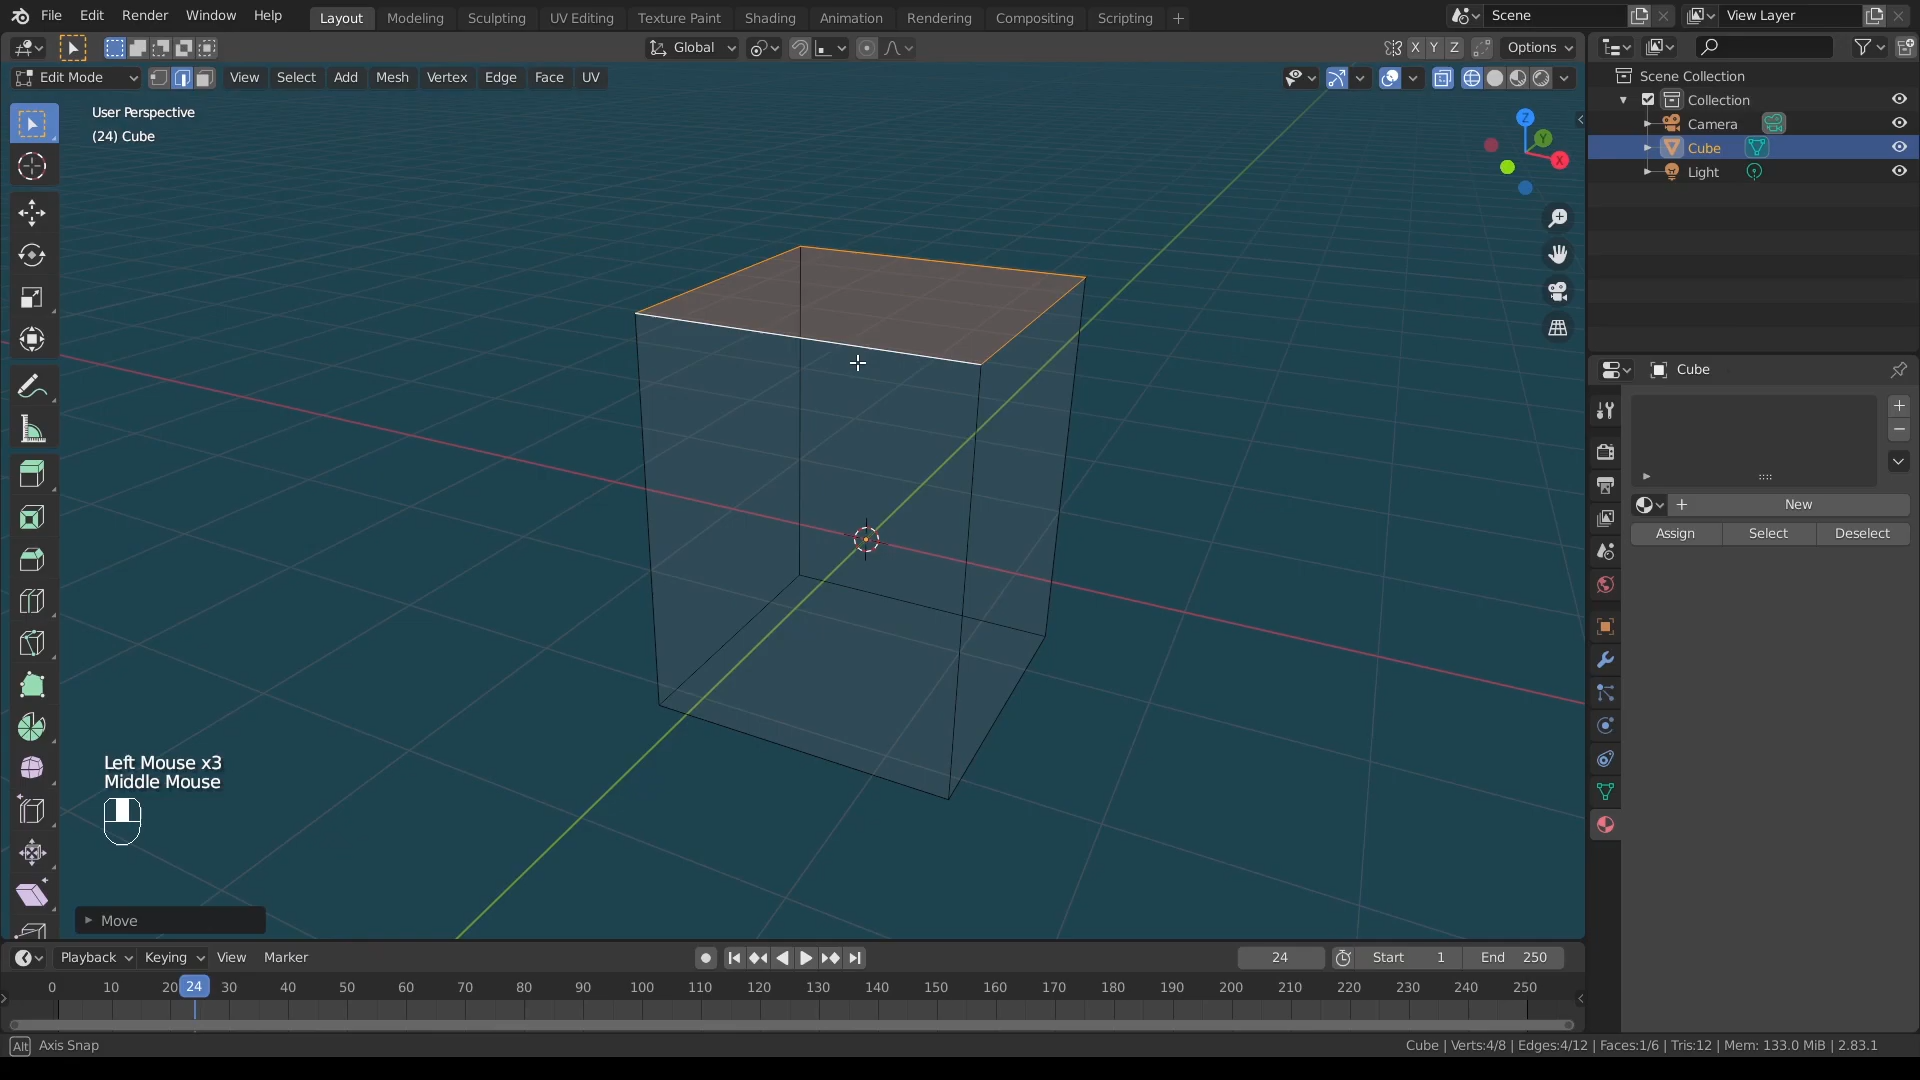 File Edit Render Window Help Layout Modeling Sculpting UV Editing Texture Paint Shading Animation Rendering Compositing Scripting + Scene View Layer
Global X Y Z Options
Edit Mode View Select Add Mesh Vertex Edge Face UV
User Perspective
(24) Cube
Z
Y
X
Scene Collection
Collection
Camera
Cube
Light
Cube
New
Assign Select Deselect
Left Mouse x3
Middle Mouse
Move
Playback Keying View Marker 24 Start 1 End 250
0 10 20 24 30 40 50 60 70 80 90 100 110 120 130 140 150 160 170 180 190 200 210 220 230 240 250
Alt Axis Snap Cube | Verts:4/8 | Edges:4/12 | Faces:1/6 | Tris:12 | Mem: 133.0 MiB | 2.83.1